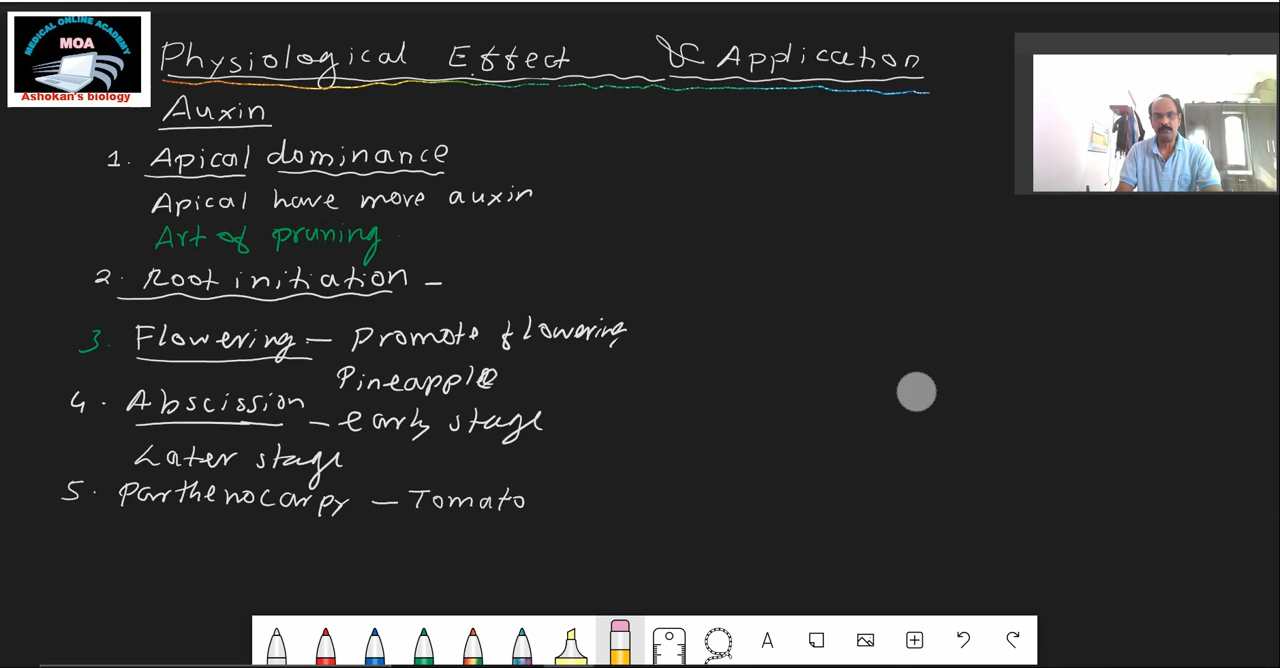 MEDICAL ONLINE ACADEMY
MOA
Ashokan's biology
Physiological Effect & Application
Auxin
1. Apical dominance
Apical have more auxin
Art of pruning
2. Root initiation -
3. Flowering - promote flowering
Pineapple
4. Abscission - early stage
Later stage
5. Parthenocarpy - Tomato
A